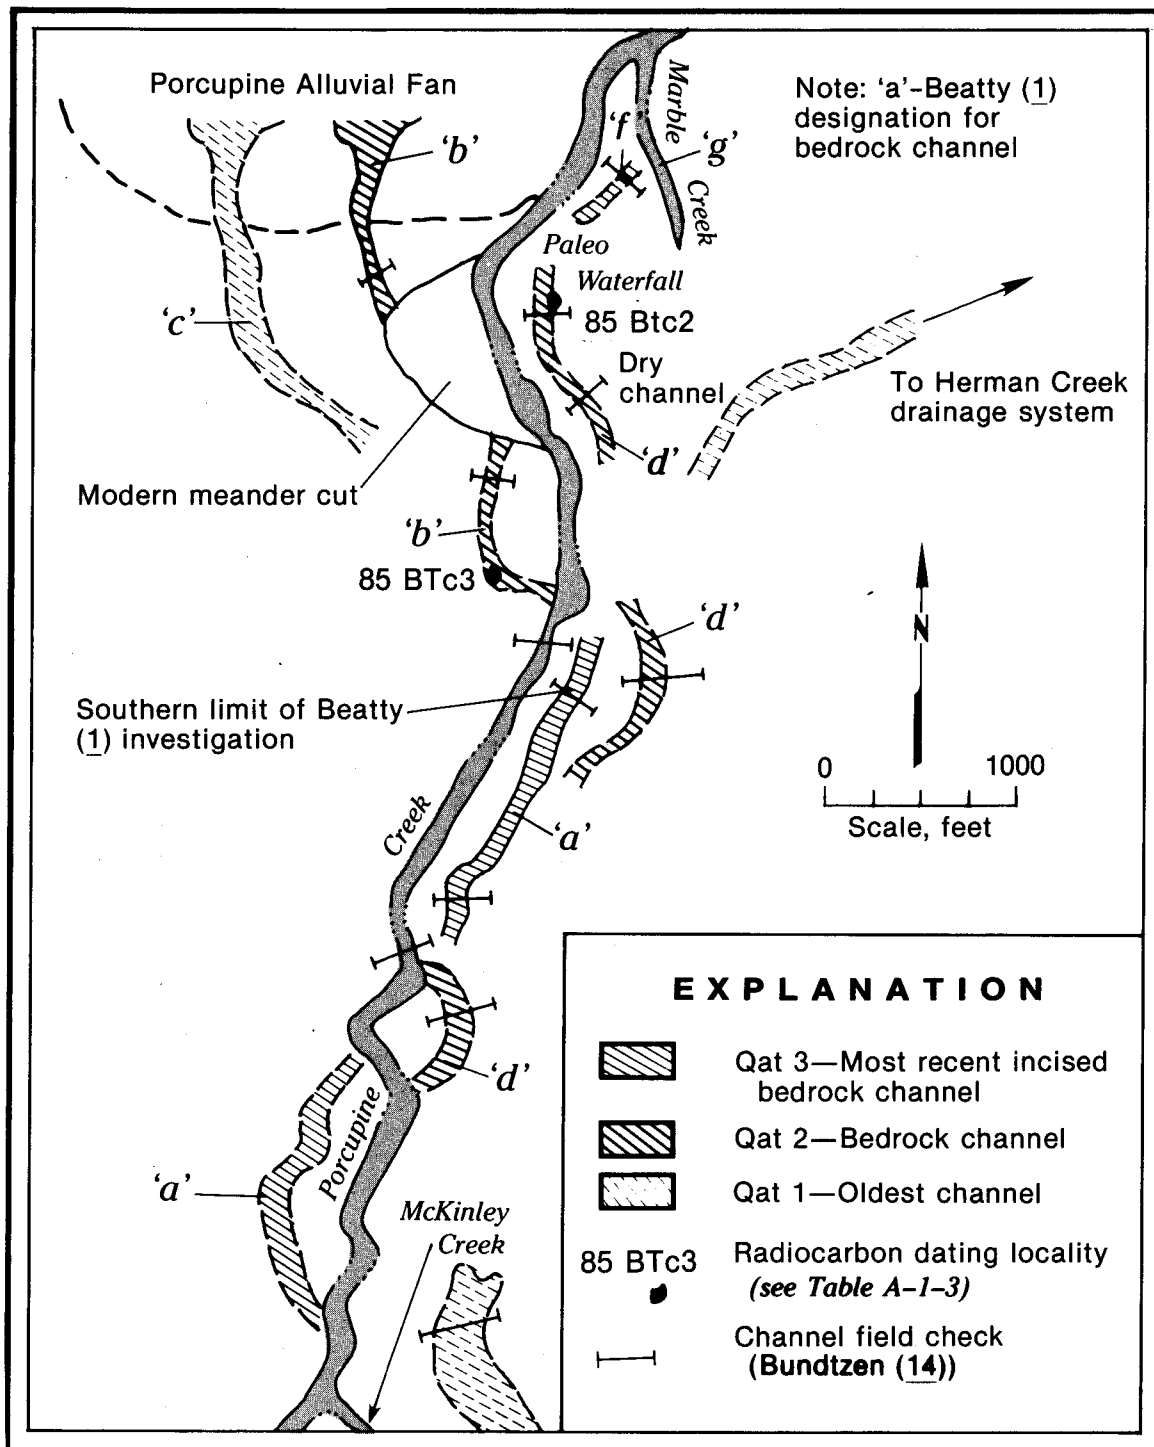 Porcupine Alluvial Fan
Marble
Creek
Note: ‘a’-Beatty (1)
designation for
bedrock channel
‘f’
‘g’
‘b’
‘c’
Paleo
Waterfall
85 Btc2
Dry
channel
‘d’
To Herman Creek
drainage system
Modern meander cut
‘b’
85 BTc3
‘d’
N
Southern limit of Beatty
(1) investigation
0 1000
Scale, feet
Creek
‘a’
‘d’
Porcupine
‘a’
McKinley
Creek
EXPLANATION
Qat 3—Most recent incised
bedrock channel
Qat 2—Bedrock channel
Qat 1—Oldest channel
85 BTc3
Radiocarbon dating locality
(see Table A-1-3)
Channel field check
(Bundtzen (14))